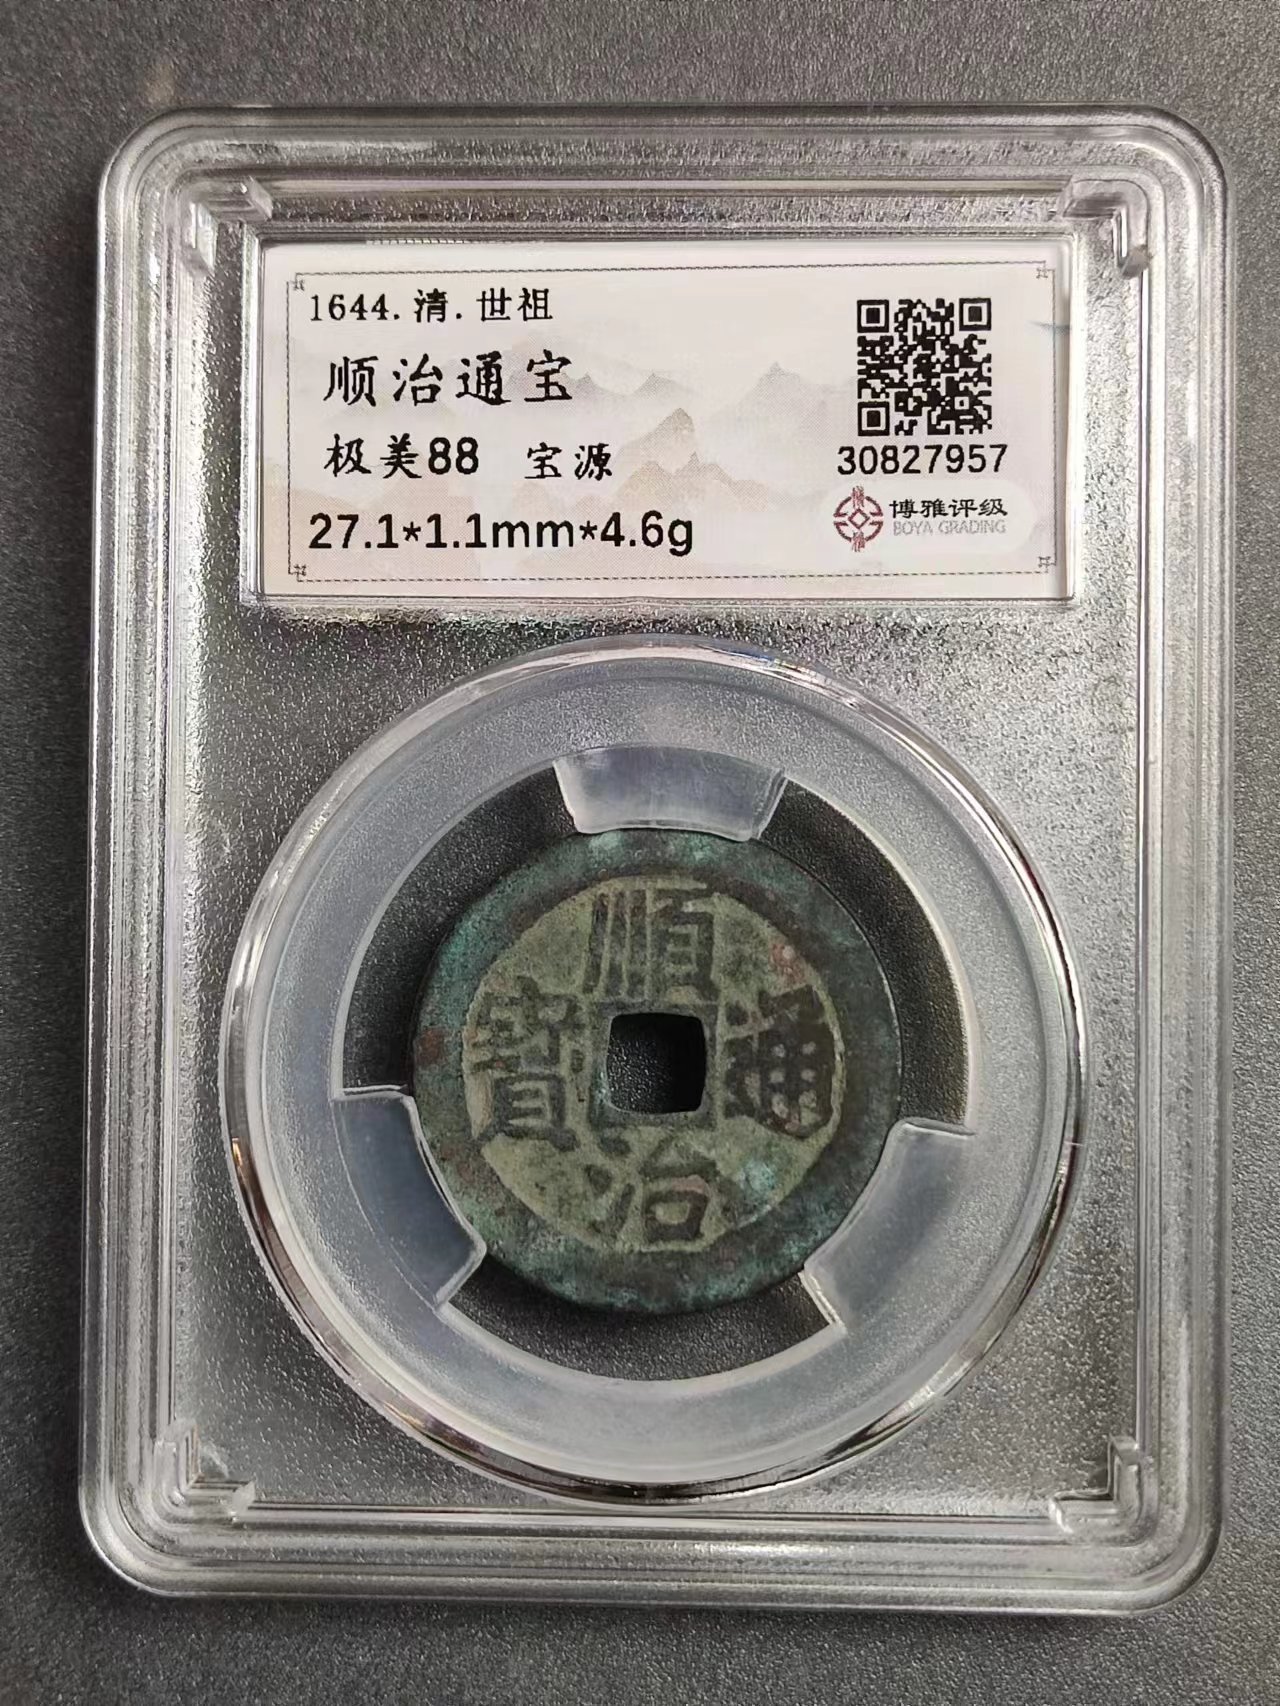 1644.清.世祖
顺治通宝
极美88 宝源
27.1*1.1mm*4.6g
30827957
博雅评级
BOYA GRADING
順
寶 通
治